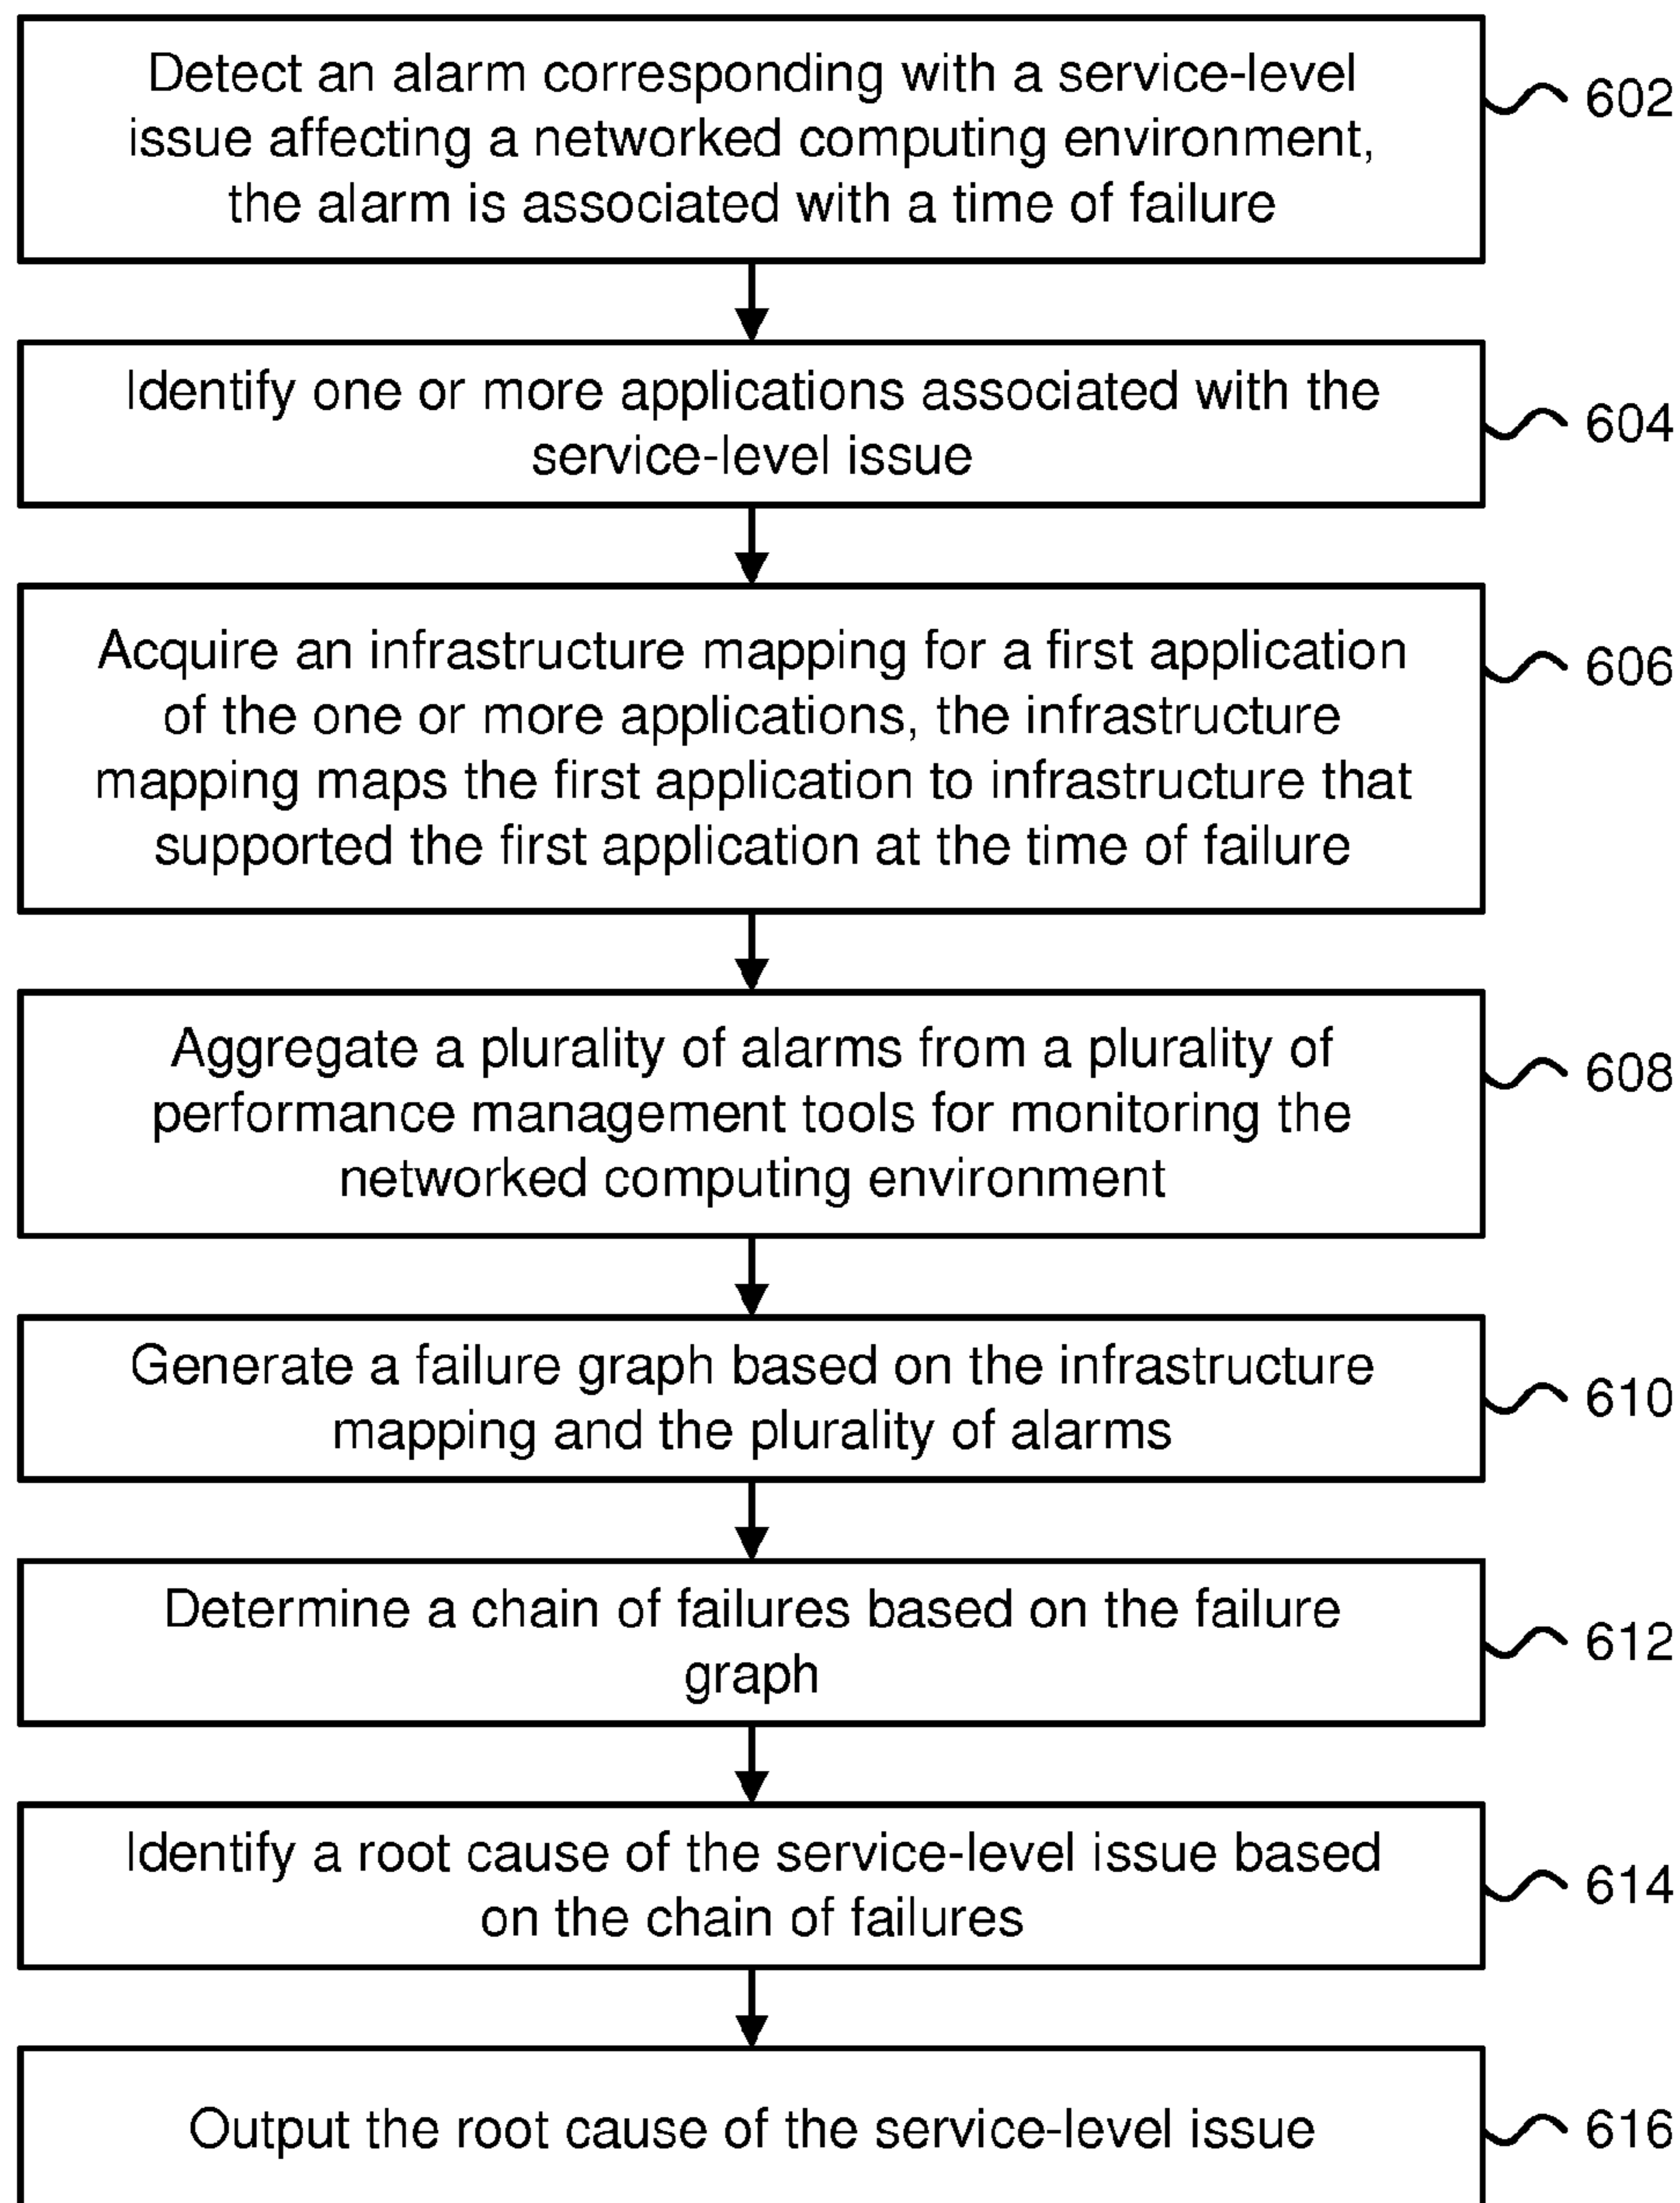 Detect an alarm corresponding with a service-level
issue affecting a networked computing environment,
the alarm is associated with a time of failure
602
Identify one or more applications associated with the
service-level issue
604
Acquire an infrastructure mapping for a first application
of the one or more applications, the infrastructure
mapping maps the first application to infrastructure that
supported the first application at the time of failure
606
Aggregate a plurality of alarms from a plurality of
performance management tools for monitoring the
networked computing environment
608
Generate a failure graph based on the infrastructure
mapping and the plurality of alarms
610
Determine a chain of failures based on the failure
graph
612
Identify a root cause of the service-level issue based
on the chain of failures
614
Output the root cause of the service-level issue
616